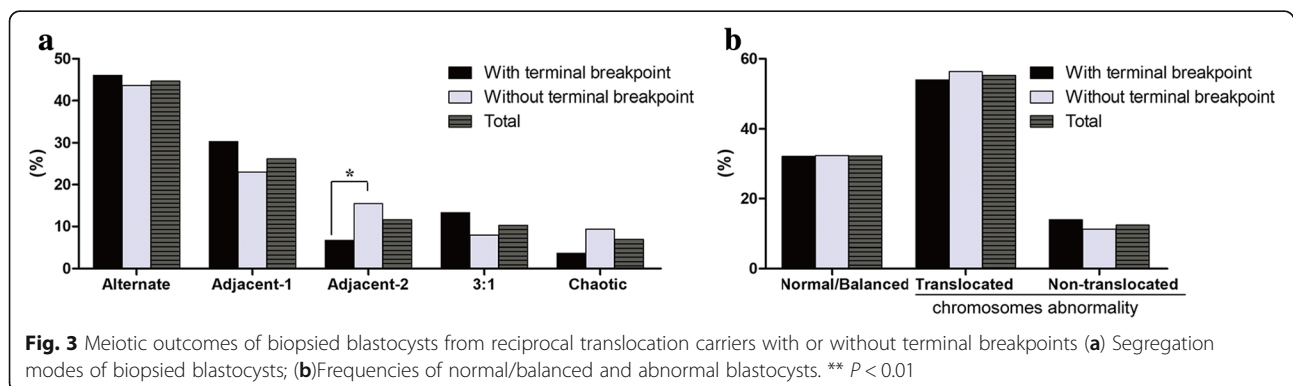 a
50
40
30
20
10
0
(%)
With terminal breakpoint
Without terminal breakpoint
Total
*
Alternate Adjacent-1 Adjacent-2 3:1 Chaotic
b
60
40
20
0
(%)
With terminal breakpoint
Without terminal breakpoint
Total
Normal/Balanced Translocated Non-translocated
chromosomes abnormality
Fig. 3 Meiotic outcomes of biopsied blastocysts from reciprocal translocation carriers with or without terminal breakpoints (a) Segregation
modes of biopsied blastocysts; (b)Frequencies of normal/balanced and abnormal blastocysts. ** P < 0.01